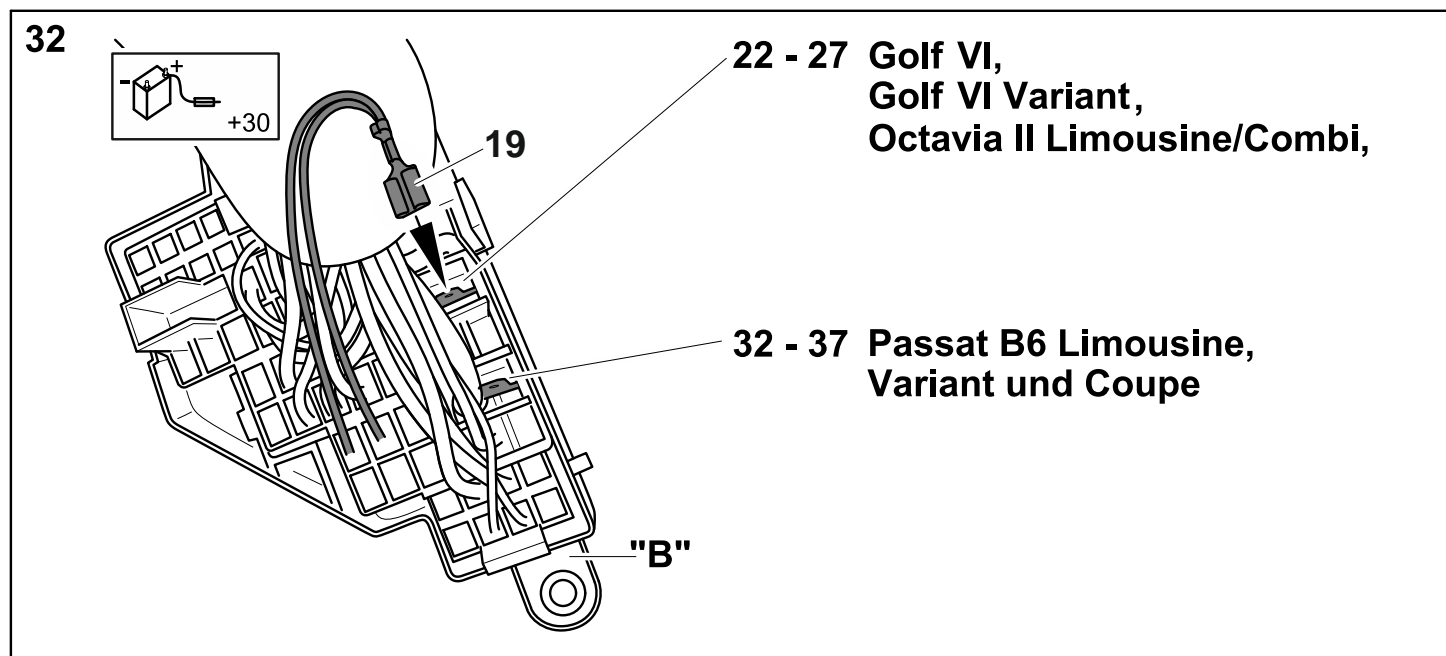 32
- +
+30
19
22 - 27 Golf VI,
Golf VI Variant,
Octavia II Limousine/Combi,
32 - 37 Passat B6 Limousine,
Variant und Coupe
"B"